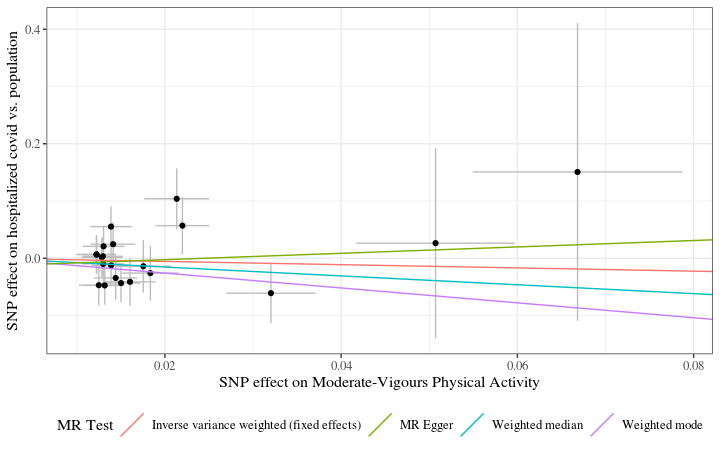 SNP effect on hospitalized covid vs. population
0.4
0.2
0.0
0.02 0.04 0.06 0.08
SNP effect on Moderate-Vigours Physical Activity
MR Test Inverse variance weighted (fixed effects) MR Egger Weighted median Weighted mode